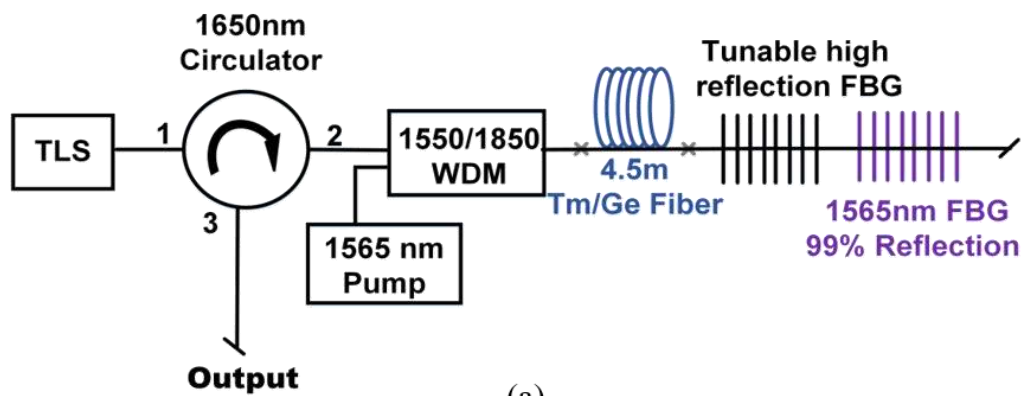 1650nm
Circulator
TLS
1
2
3
1550/1850
WDM
1565 nm
Pump
4.5m
Tm/Ge Fiber
Tunable high
reflection FBG
1565nm FBG
99% Reflection
Output
(a)